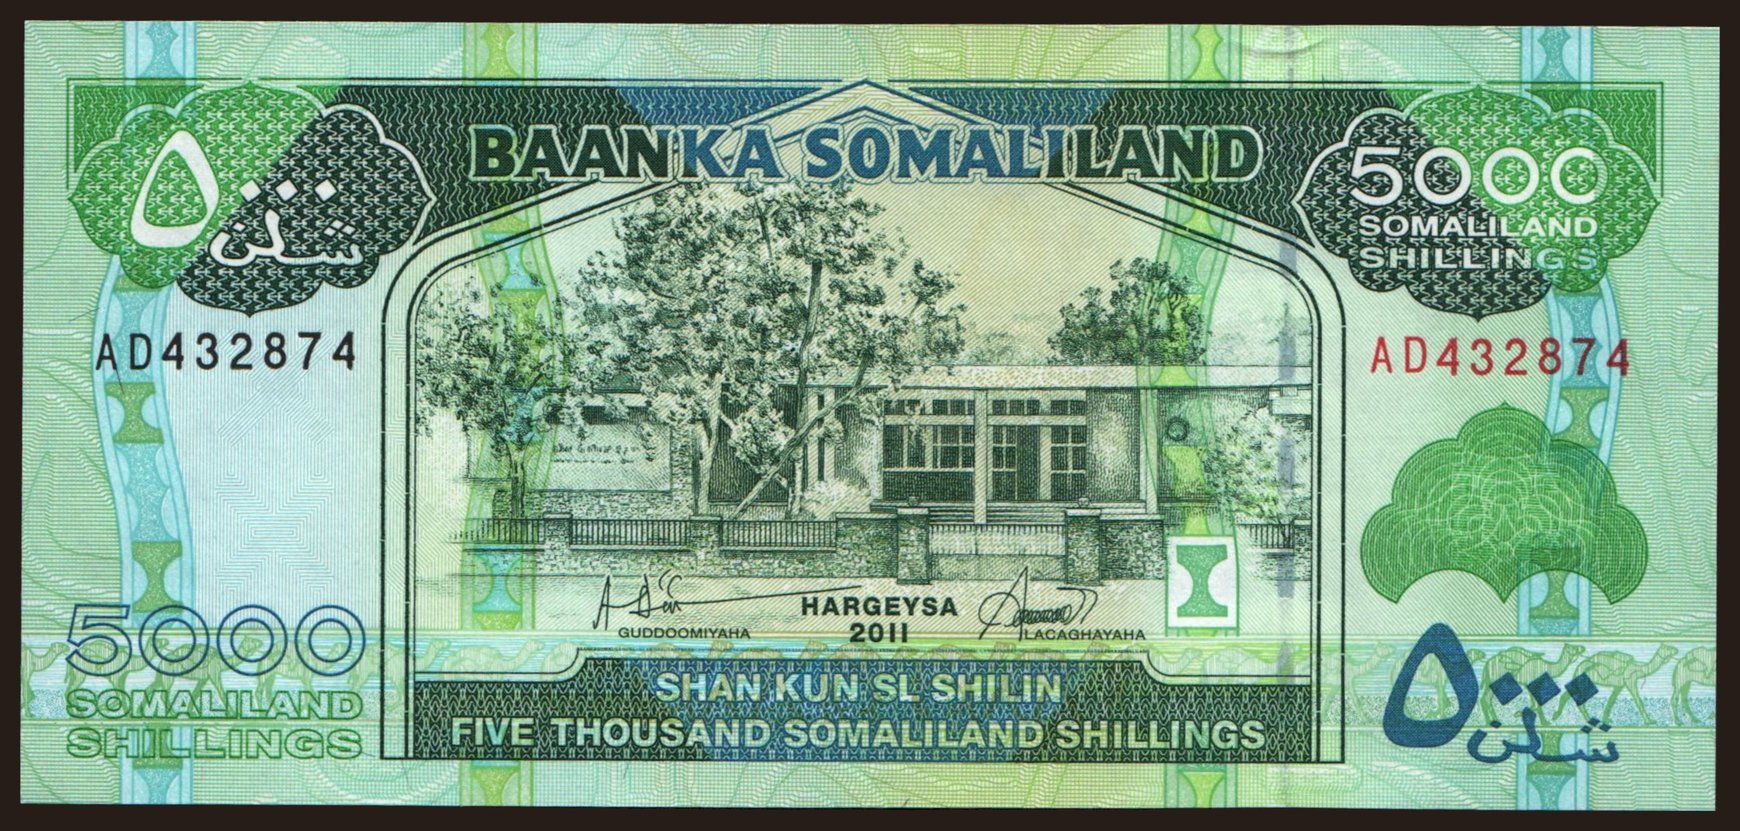 BAANKA SOMALILAND
٥٠٠٠
شلن
5000
SOMALILAND
SHILLINGS
AD432874
AD432874
HARGEYSA
2011
GUDDOOMIYAHA
LACAGHAYAHA
5000
SOMALILAND
SHILLINGS
SHAN KUN SL SHILIN
FIVE THOUSAND SOMALILAND SHILLINGS
٥٠٠٠
شلن